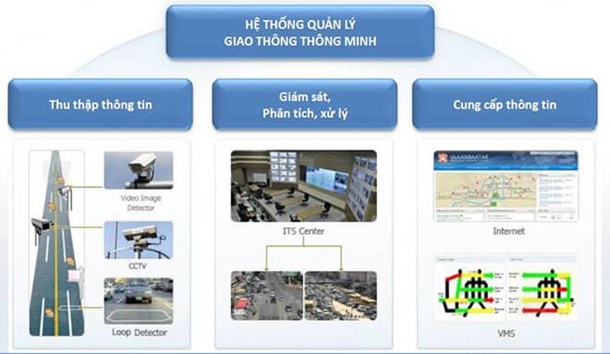 HỆ THỐNG QUẢN LÝ
GIAO THÔNG THÔNG MINH
Thu thập thông tin
Giám sát,
Phân tích, xử lý
Cung cấp thông tin
Video Image
Detector
CCTV
Loop Detector
ITS Center
ULAANBAATAR
Internet
VMS